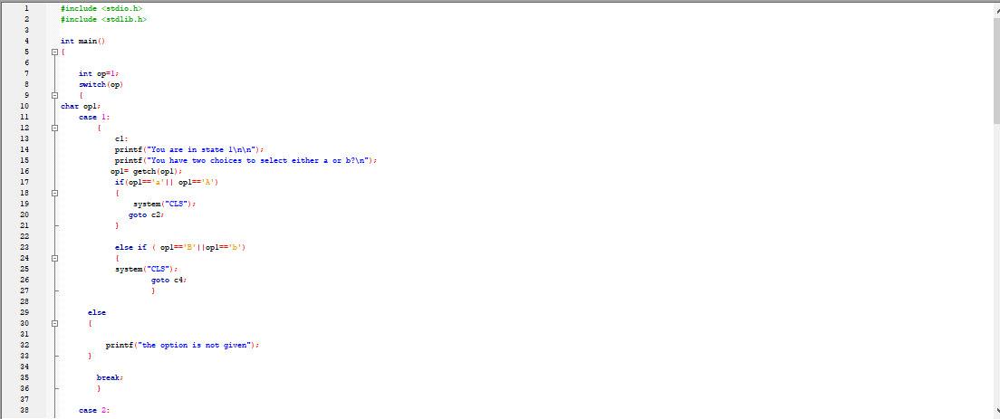 1 #include <stdio.h>
2 #include <stdlib.h>
3
4 int main()
5 {
6
7 int op=1;
8 switch(op)
9 {
10 char op1;
11 case 1:
12 {
13 c1:
14 printf("You are in state 1\n\n");
15 printf("You have two choices to select either a or b?\n");
16 op1= getch(op1);
17 if(op1=='a'|| op1=='A')
18 {
19 system("CLS");
20 goto c2;
21 }
22
23 else if ( op1=='B'||op1=='b')
24 {
25 system("CLS");
26 goto c4;
27 }
28
29 else
30 {
31
32 printf("the option is not given");
33 }
34
35 break;
36 }
37
38 case 2: